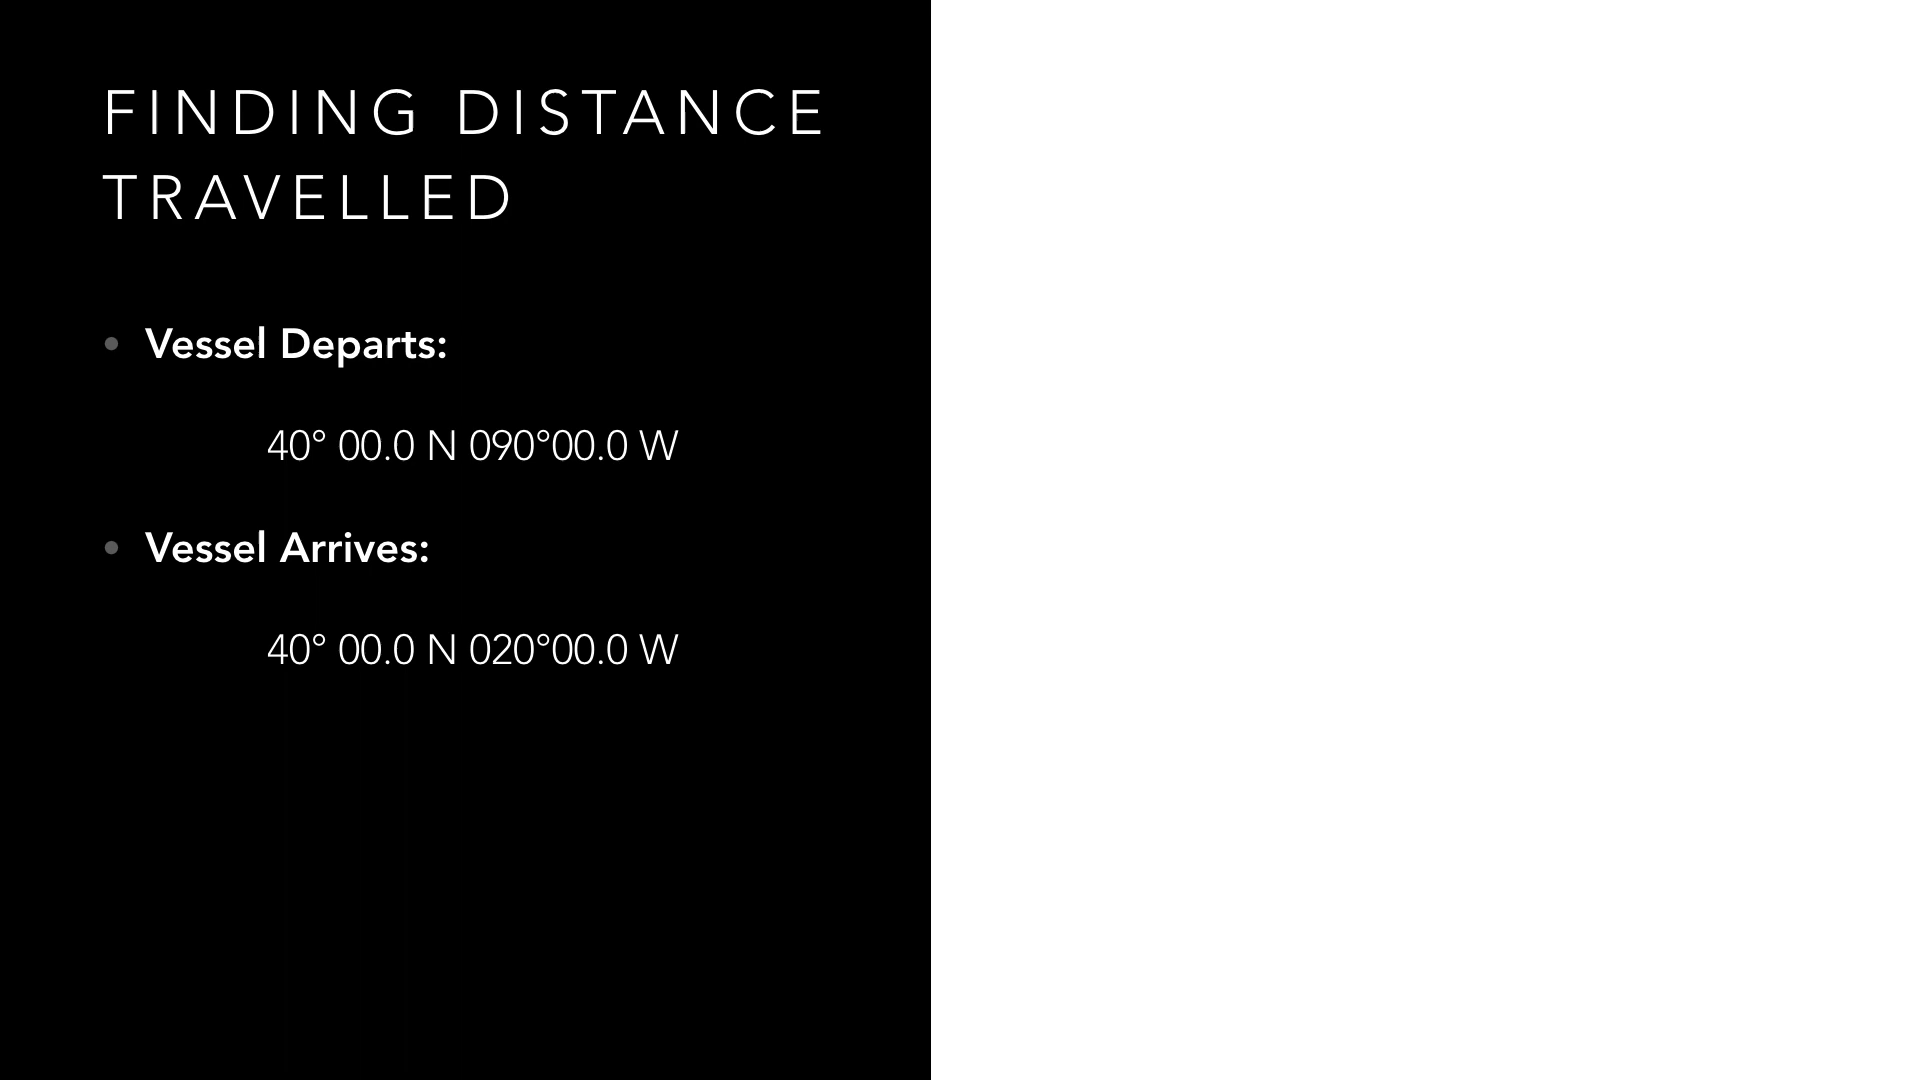 FINDING DISTANCE
TRAVELLED
• Vessel Departs:
40° 00.0 N 090°00.0 W
• Vessel Arrives:
40° 00.0 N 020°00.0 W